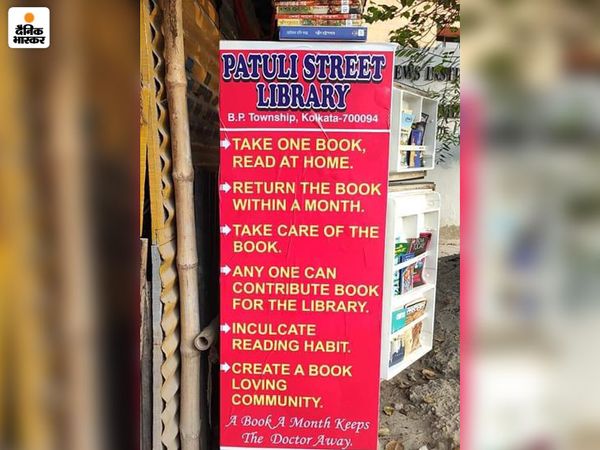 दैनिक
भास्कर
PATULI STREET
LIBRARY
B.P. Township, Kolkata-700094
TAKE ONE BOOK,
READ AT HOME.
RETURN THE BOOK
WITHIN A MONTH.
TAKE CARE OF THE
BOOK.
ANY ONE CAN
CONTRIBUTE BOOK
FOR THE LIBRARY.
INCULCATE
READING HABIT.
CREATE A BOOK
LOVING
COMMUNITY.
A Book A Month Keeps
The Doctor Away.